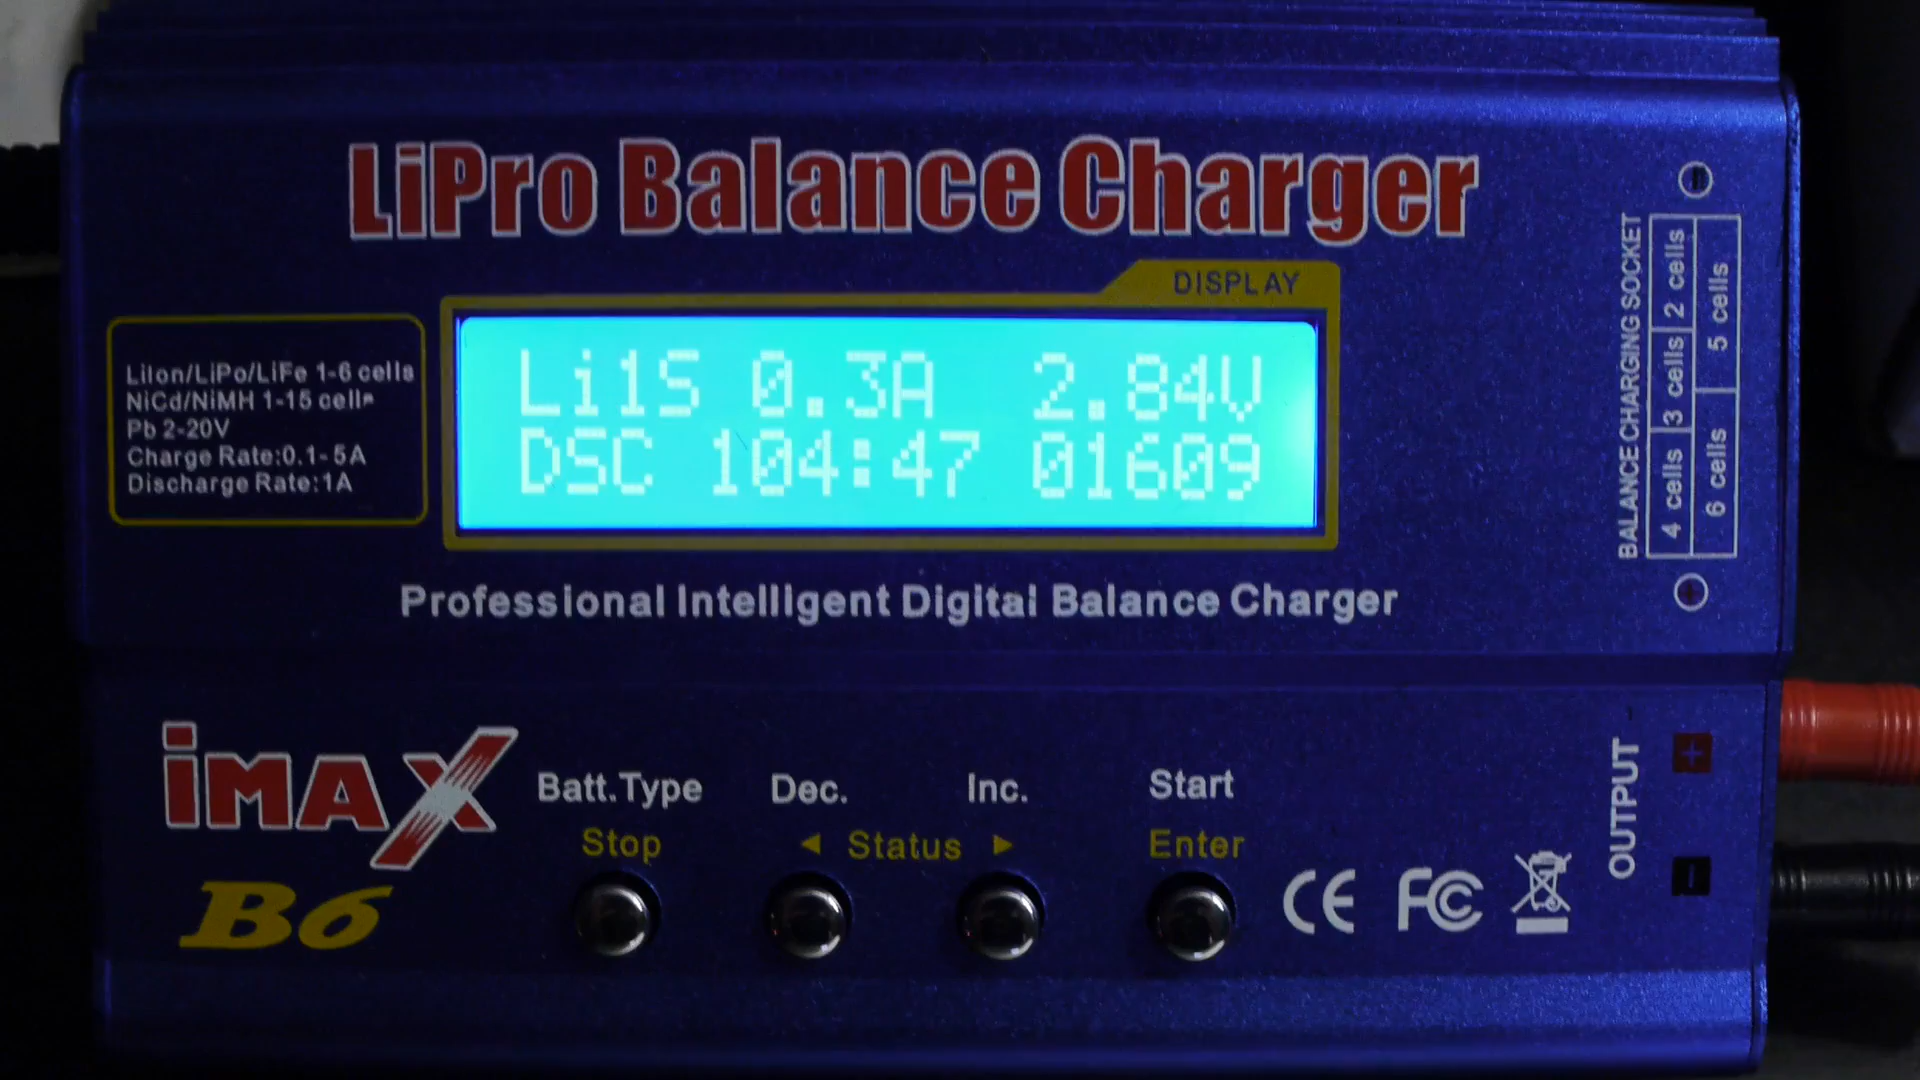 LiPro Balance Charger
DISPLAY
Li1S 0.3A 2.84V
DSC 104:47 01609
LiIon/LiPo/LiFe 1-6 cells
NiCd/NiMH 1-15 cells
Pb 2-20V
Charge Rate:0.1-5A
Discharge Rate:1A
Professional Intelligent Digital Balance Charger
BALANCE CHARGING SOCKET
2 cells
3 cells
4 cells
5 cells
6 cells
iMAX
B6
Batt.Type
Stop
Dec.
Inc.
◄ Status ►
Start
Enter
CE FC
OUTPUT
+
-